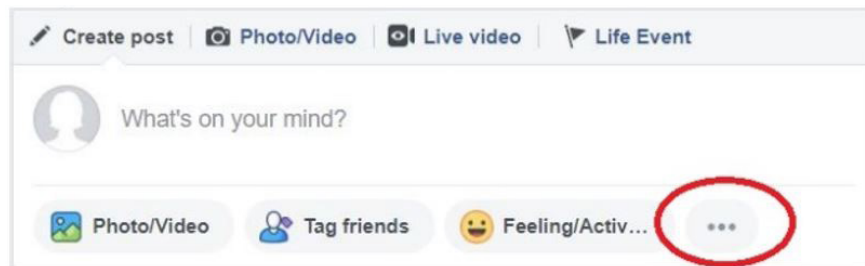 Create post Photo/Video Live video Life Event
What's on your mind?
Photo/Video Tag friends Feeling/Activ... •••